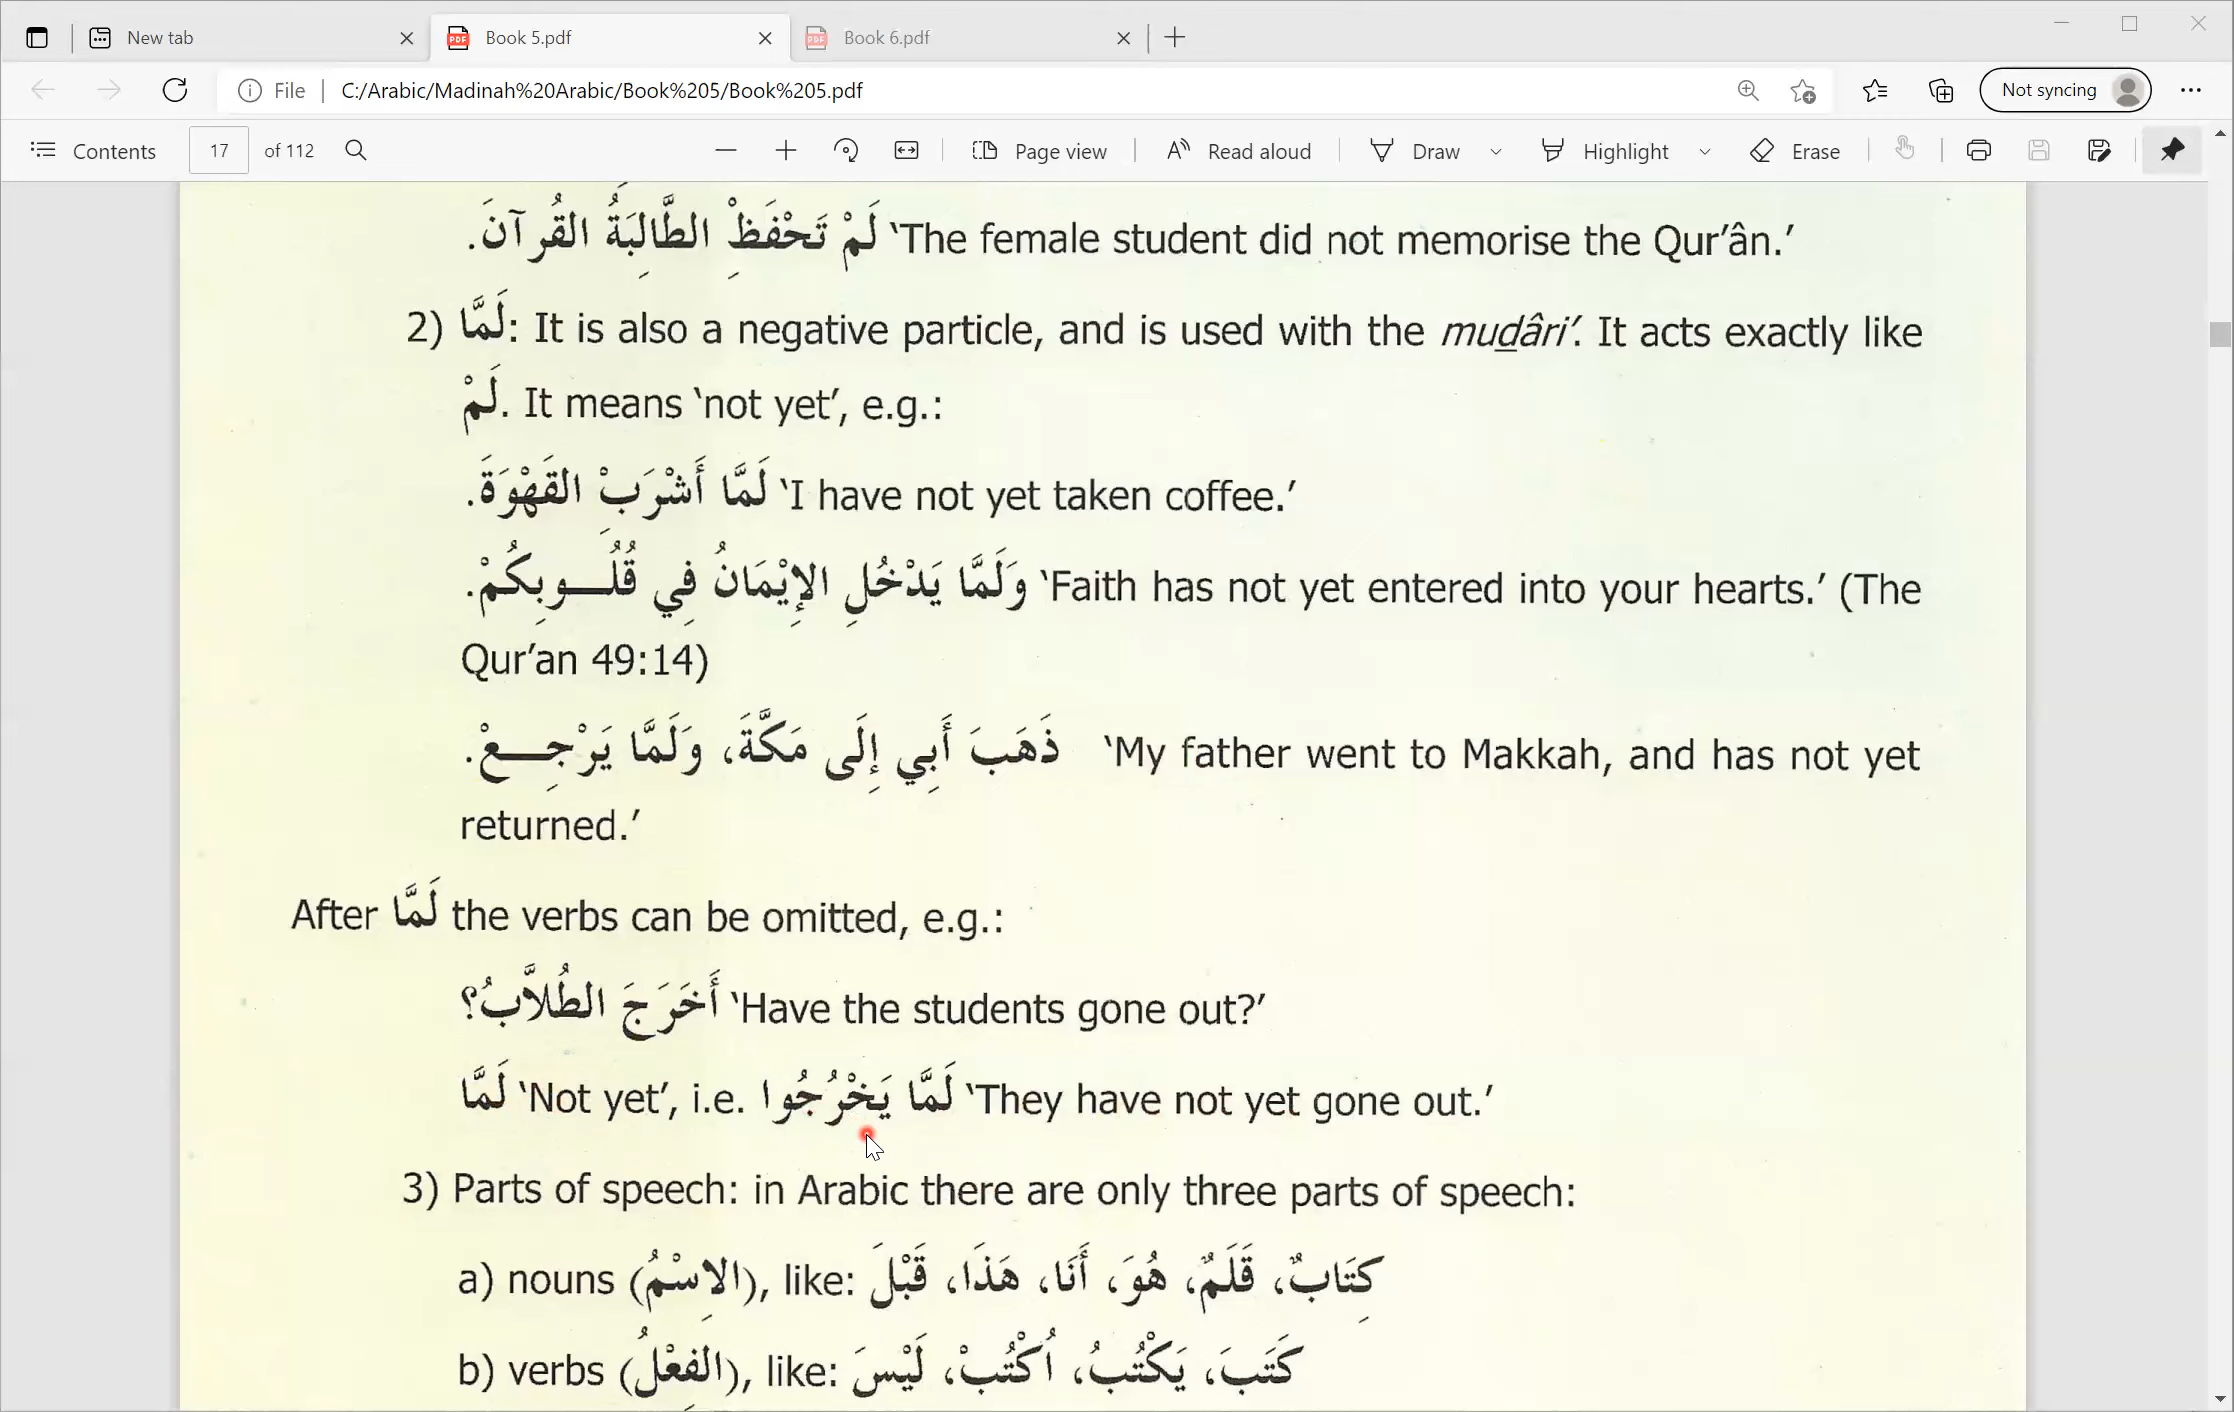 New tab
Book 5.pdf
Book 6.pdf
File
C:/Arabic/Madinah%20Arabic/Book%205/Book%205.pdf
Not syncing
Contents
17 of 112
Page view
Read aloud
Draw
Highlight
Erase
لَمْ تَحْفَظِ الطَّالِبَةُ القُرآنَ. ‘The female student did not memorise the Qur’ân.’
2) لَمَّا: It is also a negative particle, and is used with the muḏâri‘. It acts exactly like
لَمْ. It means ‘not yet’, e.g.:
لَمَّا أَشْرَبْ القَهْوَةَ. ‘I have not yet taken coffee.’
وَلَمَّا يَدْخُلِ الإِيْمَانُ فِي قُلُـــوبِكُمْ. ‘Faith has not yet entered into your hearts.’ (The
Qur’an 49:14)
ذَهَبَ أَبِي إِلَى مَكَّةَ، وَلَمَّا يَرْجِـــعْ. ‘My father went to Makkah, and has not yet
returned.’
After لَمَّا the verbs can be omitted, e.g.:
أَخَرَجَ الطُلاَّبُ؟ ‘Have the students gone out?’
لَمَّا ‘Not yet’, i.e. لَمَّا يَخْرُجُوا ‘They have not yet gone out.’
3) Parts of speech: in Arabic there are only three parts of speech:
a) nouns (الاِسْمُ), like: كِتَابٌ، قَلَمٌ، هُوَ، أَنَا، هَذَا، قَبْلَ
b) verbs (الفِعْلُ), like: كَتَبَ، يَكْتُبُ، اُكْتُبْ، لَيْسَ